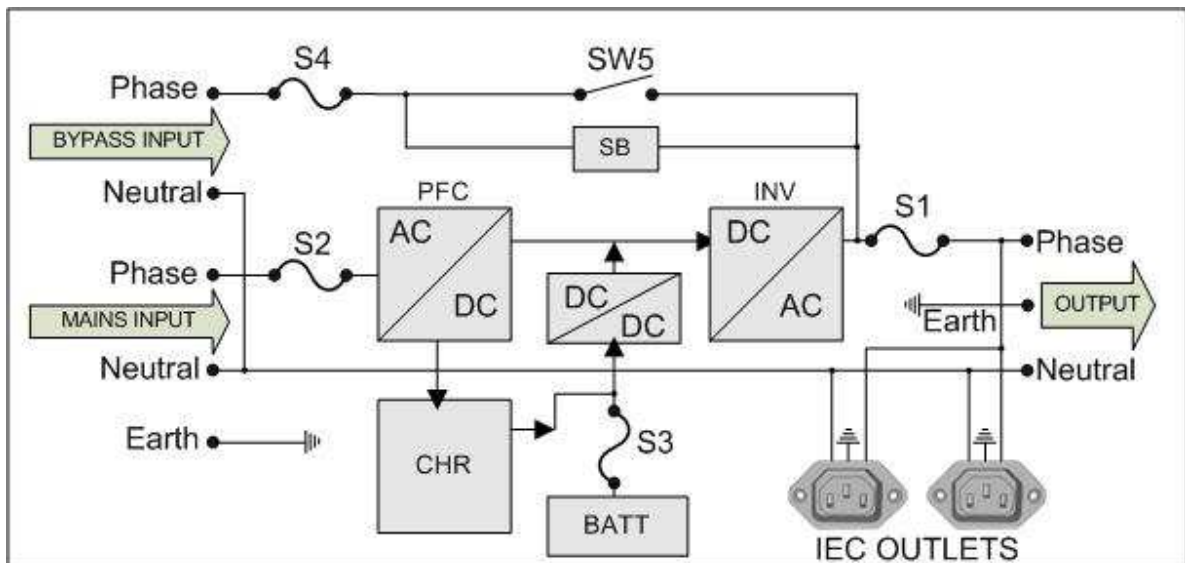 S4
SW5
Phase
BYPASS INPUT
SB
Neutral
PFC
INV
AC
DC
DC
AC
S1
Phase
S2
Phase
MAINS INPUT
DC
DC
Earth
OUTPUT
Neutral
Neutral
Earth
CHR
S3
BATT
IEC OUTLETS